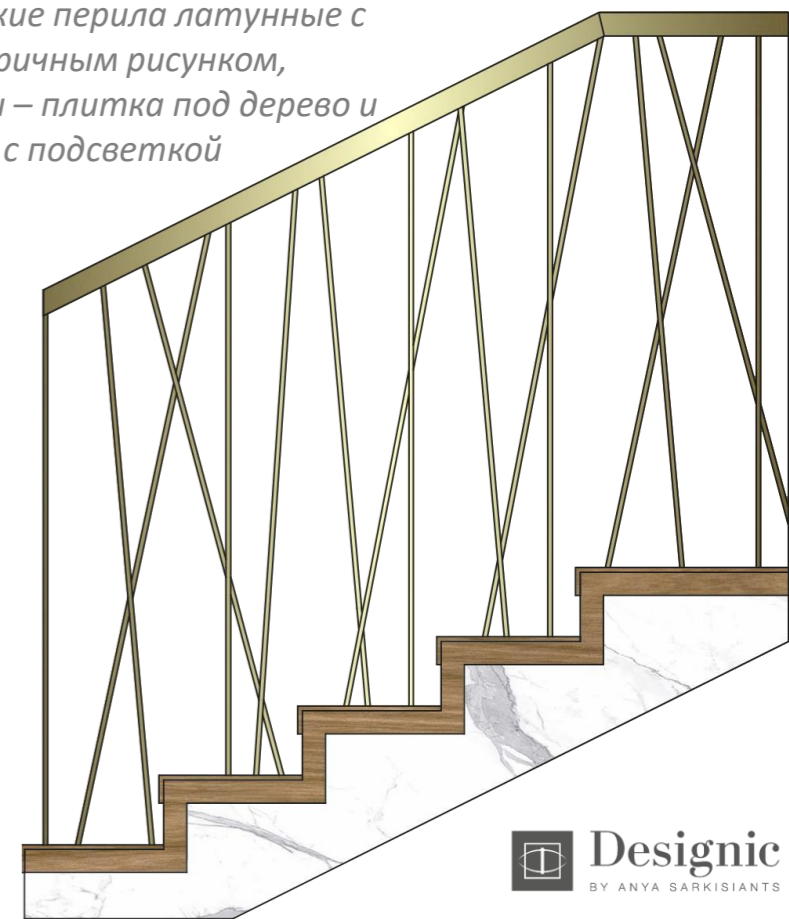 кие перила латунные с
ричным рисунком,
– плитка под дерево и
с подсветкой
Designic
BY ANYA SARKISIANTS